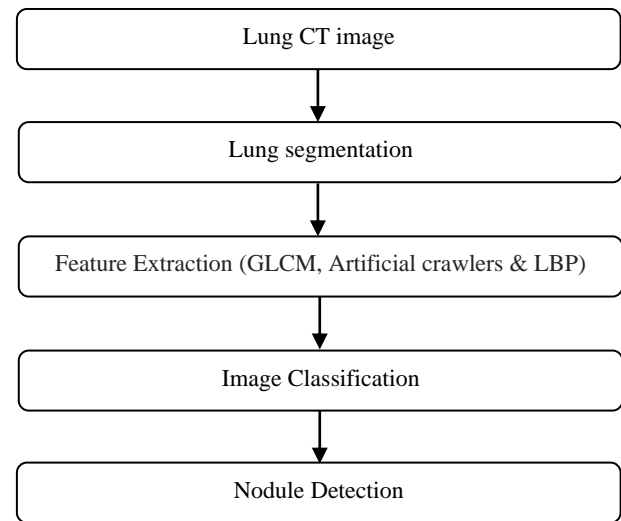 Lung CT image
Lung segmentation
Feature Extraction (GLCM, Artificial crawlers & LBP)
Image Classification
Nodule Detection